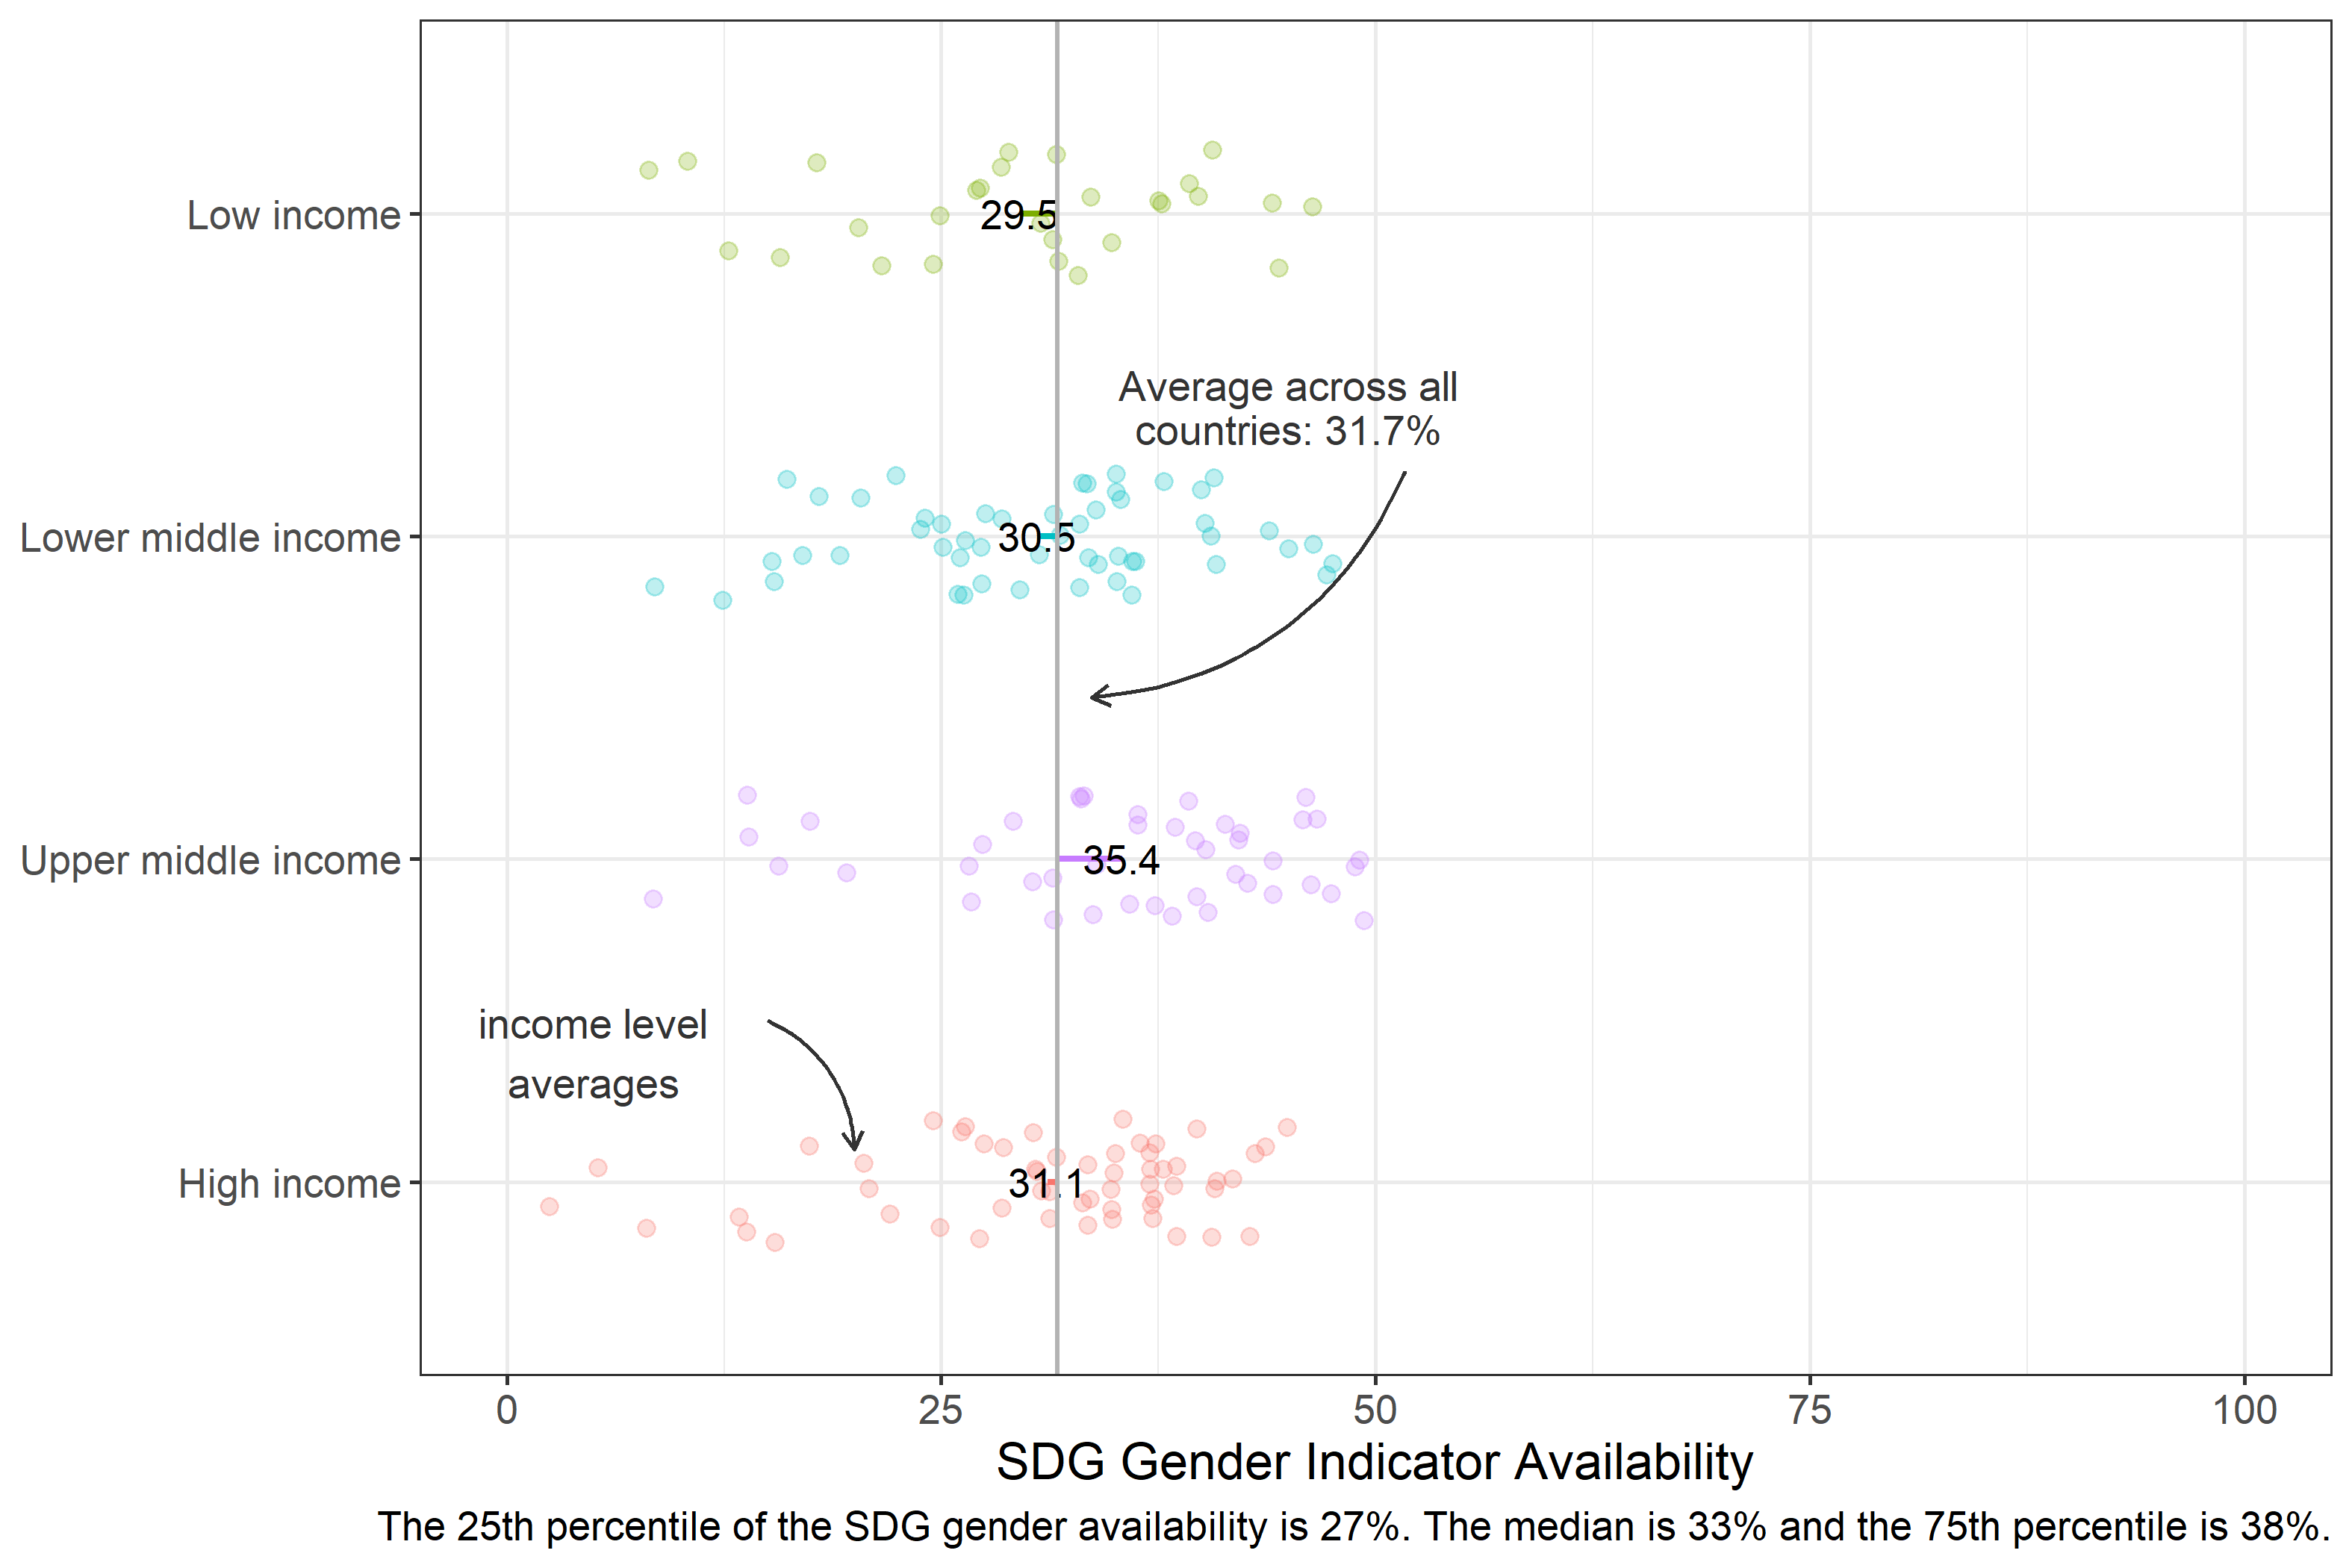 Low income
29.5
Average across all
countries: 31.7%
Lower middle income
30.5
Upper middle income
35.4
income level
averages
High income
31.1
0 25 50 75 100
SDG Gender Indicator Availability
The 25th percentile of the SDG gender availability is 27%. The median is 33% and the 75th percentile is 38%.